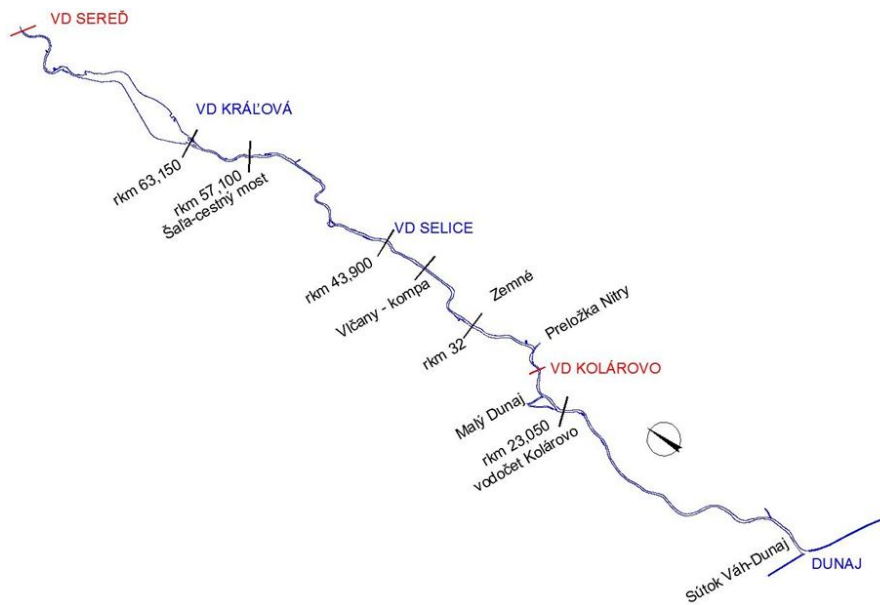 VD SEREĎ
VD KRÁĽOVÁ
rkm 63,150
rkm 57,100
Šaľa-cestný most
VD SELICE
rkm 43,900
Vlčany - kompa
Zemné
rkm 32
Preložka Nitry
VD KOLÁROVO
Malý Dunaj
rkm 23,050
vodočet Kolárovo
Sútok Váh-Dunaj
DUNAJ